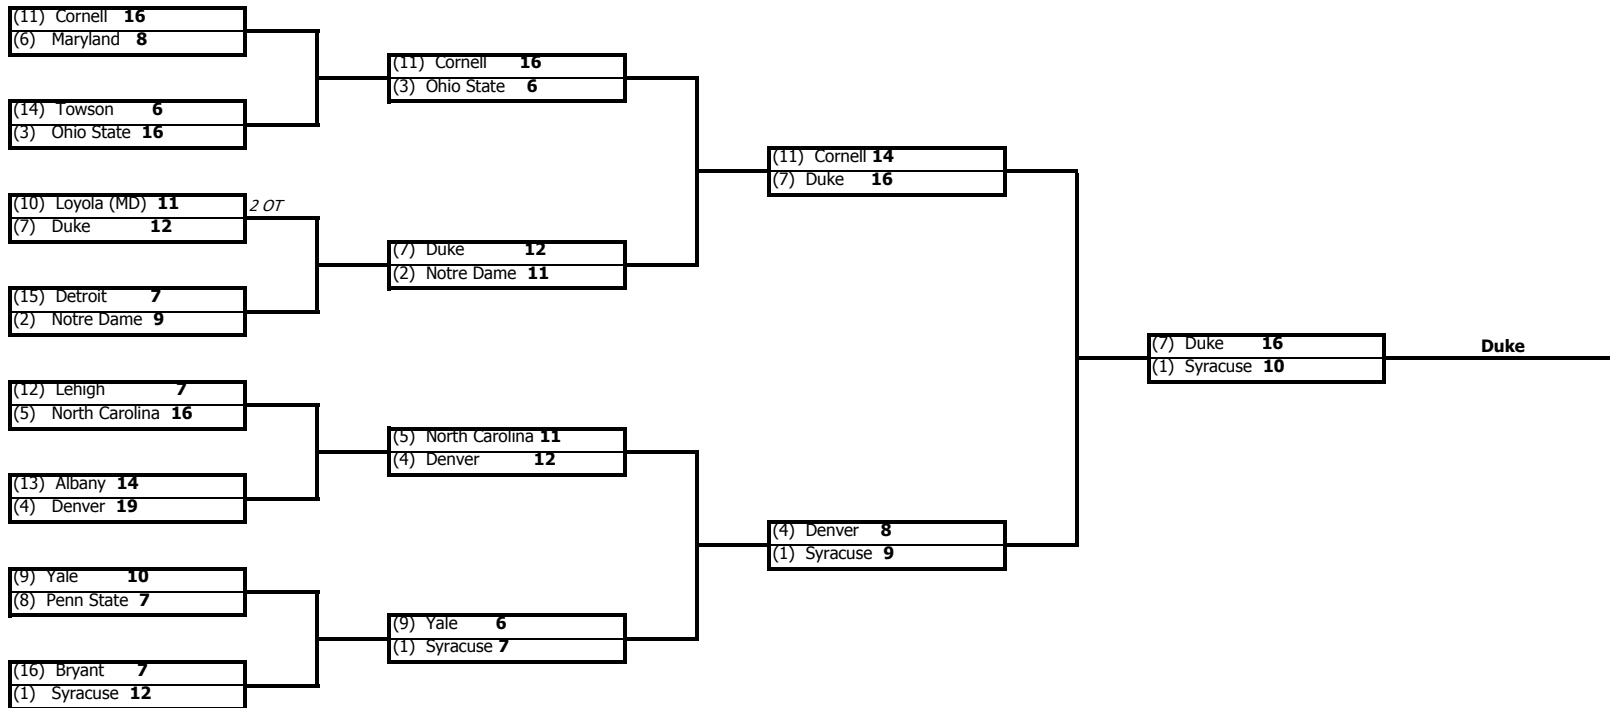 (11) Cornell 16
(6) Maryland 8
(14) Towson 6
(3) Ohio State 16
(10) Loyola (MD) 11
2 OT
(7) Duke 12
(15) Detroit 7
(2) Notre Dame 9
(12) Lehigh 7
(5) North Carolina 16
(13) Albany 14
(4) Denver 19
(9) Yale 10
(8) Penn State 7
(16) Bryant 7
(1) Syracuse 12
(11) Cornell 16
(3) Ohio State 6
(7) Duke 12
(2) Notre Dame 11
(5) North Carolina 11
(4) Denver 12
(9) Yale 6
(1) Syracuse 7
(11) Cornell 14
(7) Duke 16
(4) Denver 8
(1) Syracuse 9
(7) Duke 16
(1) Syracuse 10
Duke